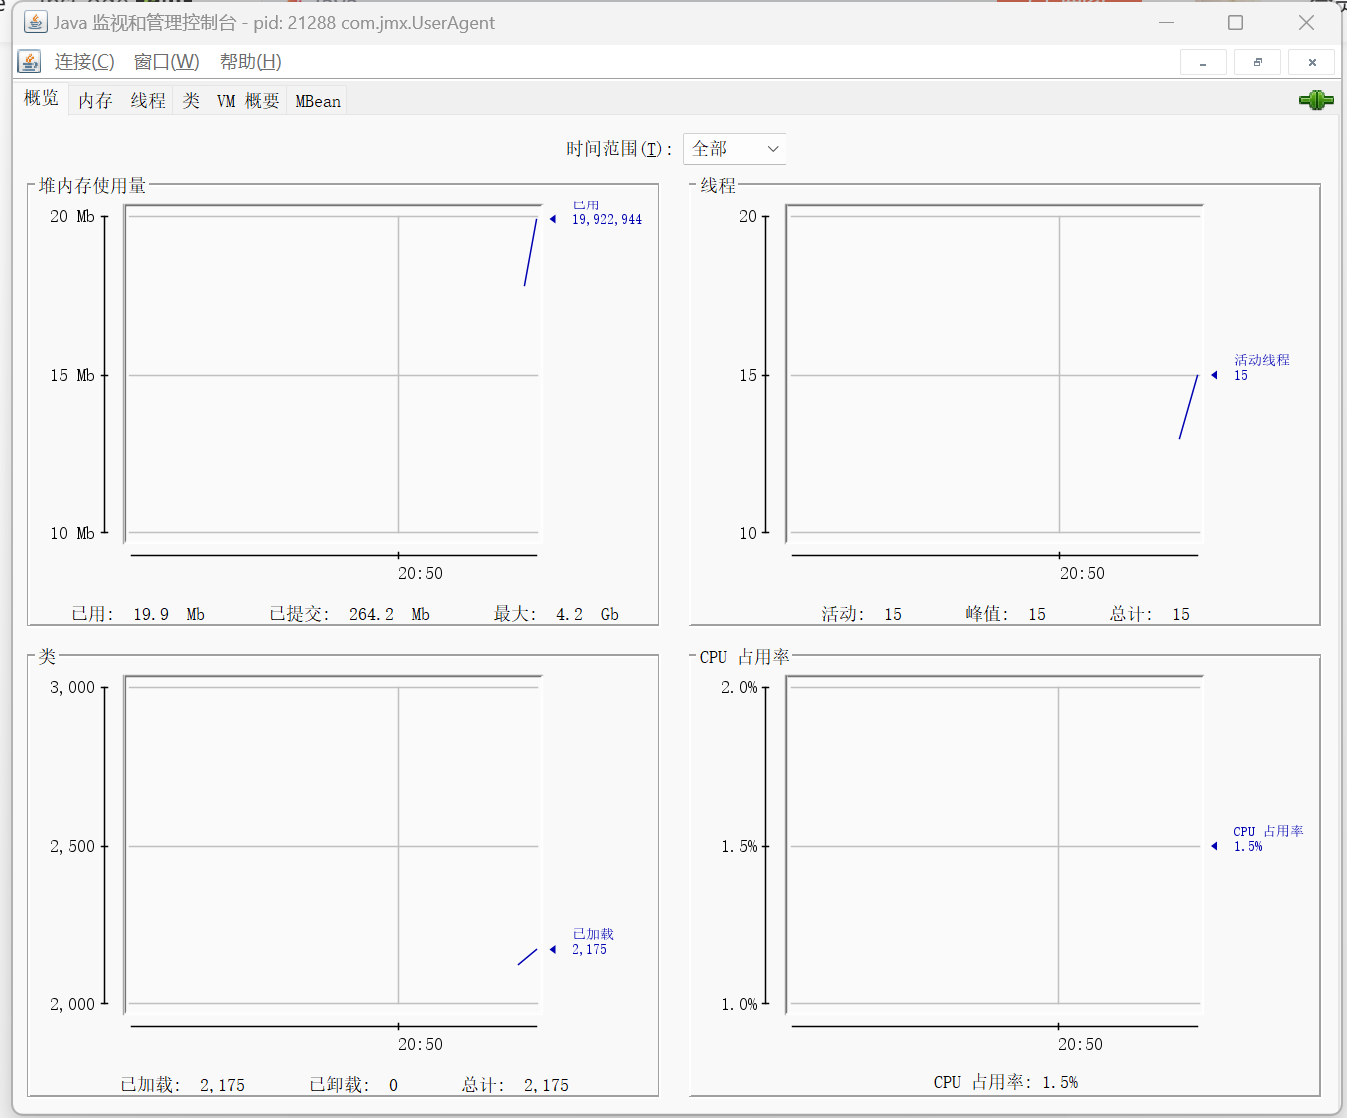 Java 监视和管理控制台 - pid: 21288 com.jmx.UserAgent
连接(C) 窗口(W) 帮助(H)
概览 内存 线程 类 VM 概要 MBean
时间范围(T): 全部
堆内存使用量
20 Mb
15 Mb
10 Mb
已用
19,922,944
20:50
已用: 19.9 Mb 已提交: 264.2 Mb 最大: 4.2 Gb
线程
20
15
10
活动线程
15
20:50
活动: 15 峰值: 15 总计: 15
类
3,000
2,500
2,000
已加载
2,175
20:50
已加载: 2,175 已卸载: 0 总计: 2,175
CPU 占用率
2.0%
1.5%
1.0%
CPU 占用率
1.5%
20:50
CPU 占用率: 1.5%